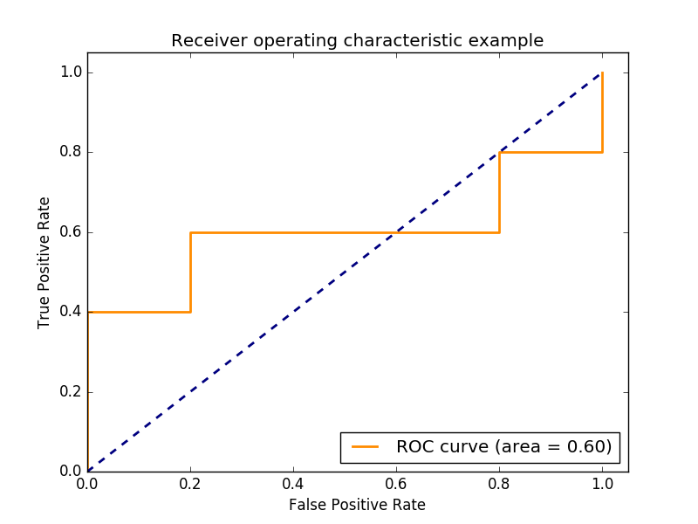 Receiver operating characteristic example
1.0
0.8
0.6
0.4
0.2
0.0
True Positive Rate
ROC curve (area = 0.60)
0.0 0.2 0.4 0.6 0.8 1.0
False Positive Rate